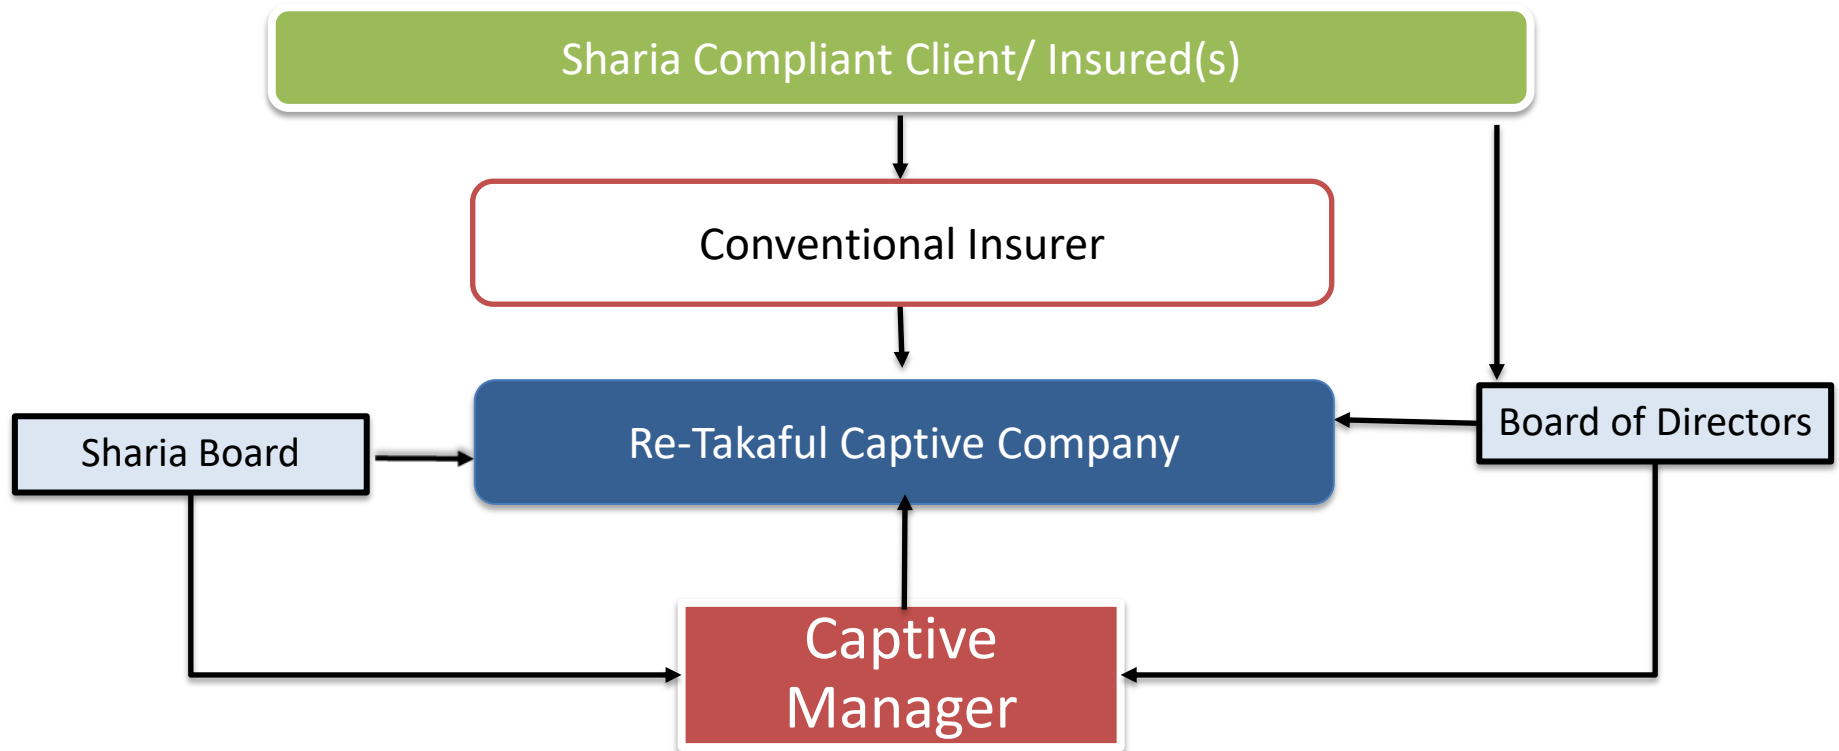 Sharia Compliant Client/ Insured(s)
Conventional Insurer
Re-Takaful Captive Company
Board of Directors
Sharia Board
Captive
Manager